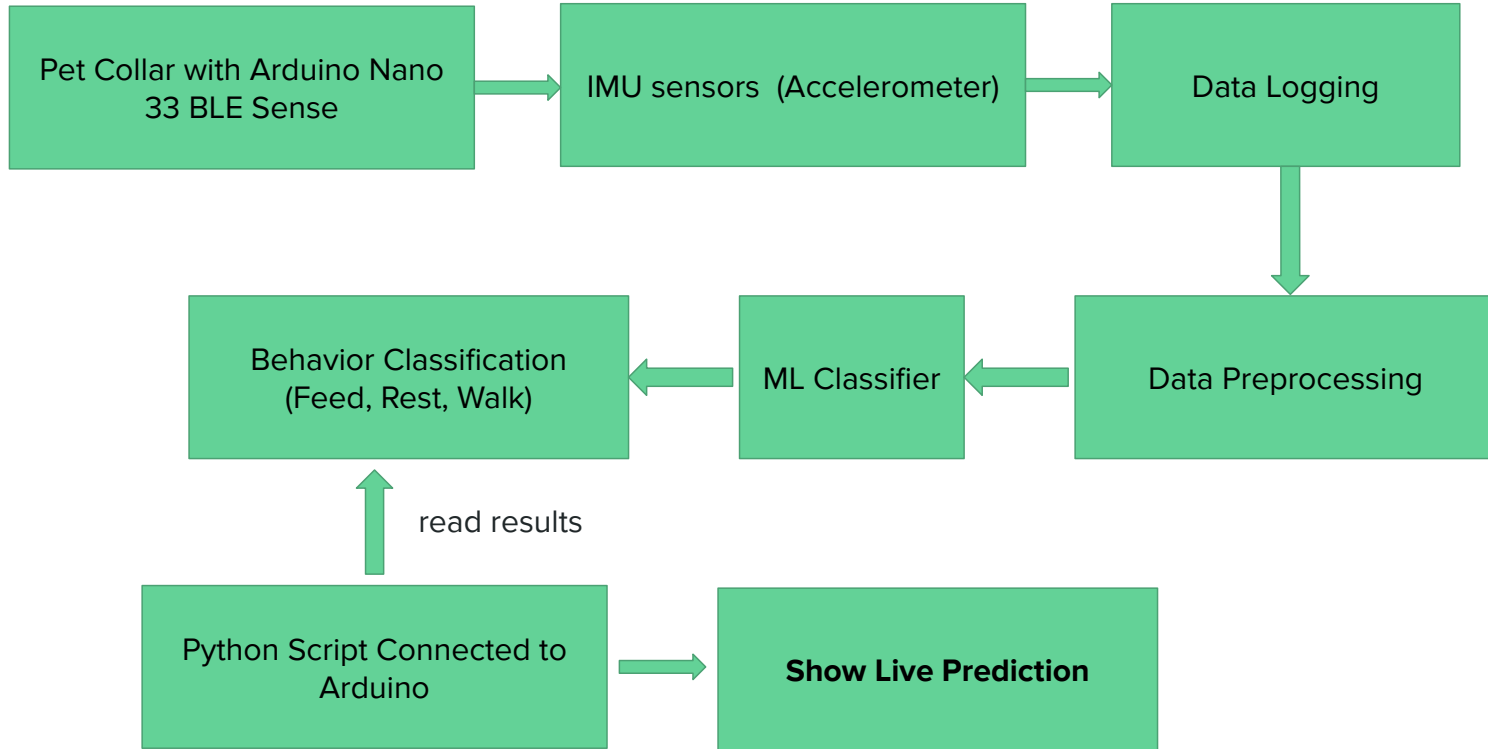 Pet Collar with Arduino Nano
33 BLE Sense
IMU sensors (Accelerometer)
Data Logging
Behavior Classification
(Feed, Rest, Walk)
ML Classifier
Data Preprocessing
read results
Python Script Connected to
Arduino
Show Live Prediction